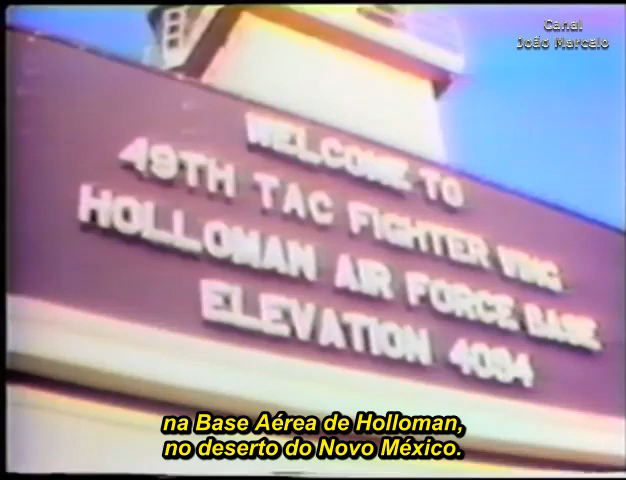 Canal
João Marcelo
WELCOME TO
49TH TAC FIGHTER WING
HOLLOMAN AIR FORCE BASE
ELEVATION 4094
na Base Aérea de Holloman,
no deserto do Novo México.